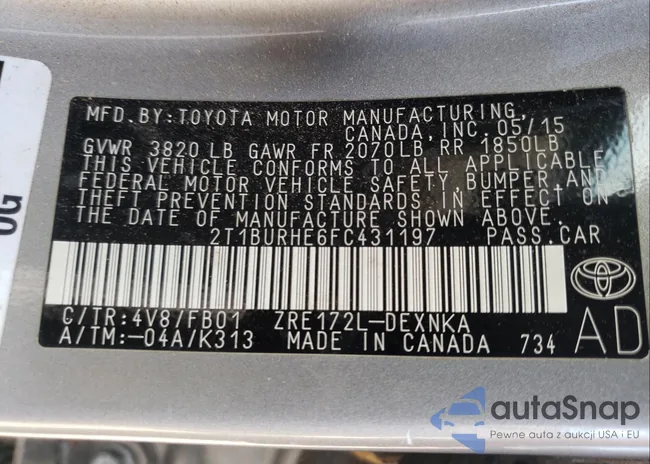 MFD.BY:TOYOTA MOTOR MANUFACTURING,
CANADA,INC.05/15
GVWR 3820 LB GAWR FR 2070LB RR 1850LB
THIS VEHICLE CONFORMS TO ALL APPLICABLE
FEDERAL MOTOR VEHICLE SAFETY,BUMPER,AND
THEFT PREVENTION STANDARDS IN EFFECT ON
THE DATE OF MANUFACTURE SHOWN ABOVE.
2T1BURHE6FC431197 PASS.CAR
C/TR:4V8/FB01 ZRE172L-DEXNKA
A/TM:-04A/K313 MADE IN CANADA 734
AD
OG
autoSnap
Pewne auta z aukcji USA i EU